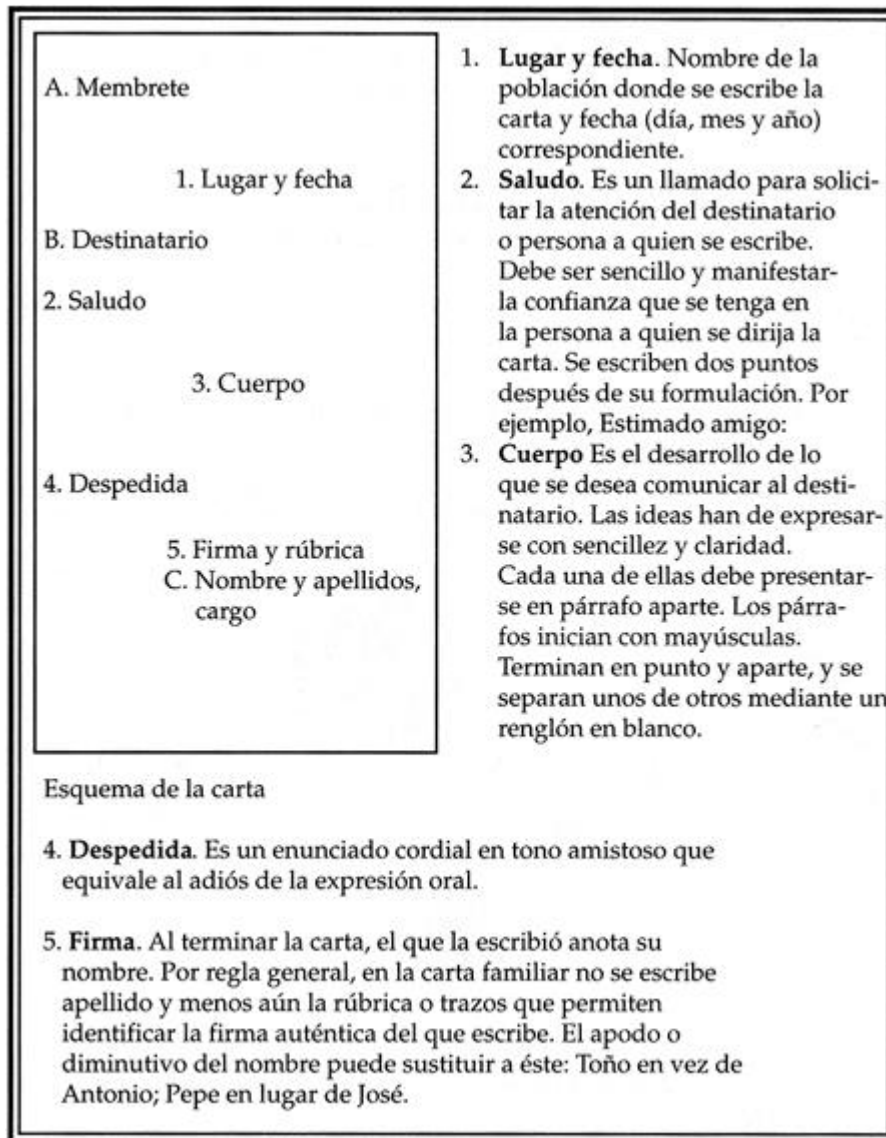 A. Membrete
1. Lugar y fecha
B. Destinatario
2. Saludo
3. Cuerpo
4. Despedida
5. Firma y rúbrica
C. Nombre y apellidos,
cargo
1. Lugar y fecha. Nombre de la
población donde se escribe la
carta y fecha (día, mes y año)
correspondiente.
2. Saludo. Es un llamado para solici-
tar la atención del destinatario
o persona a quien se escribe.
Debe ser sencillo y manifestar-
la confianza que se tenga en
la persona a quien se dirija la
carta. Se escriben dos puntos
después de su formulación. Por
ejemplo, Estimado amigo:
3. Cuerpo Es el desarrollo de lo
que se desea comunicar al desti-
natario. Las ideas han de expresar-
se con sencillez y claridad.
Cada una de ellas debe presentar-
se en párrafo aparte. Los párra-
fos inician con mayúsculas.
Terminan en punto y aparte, y se
separan unos de otros mediante un
renglón en blanco.
Esquema de la carta
4. Despedida. Es un enunciado cordial en tono amistoso que
equivale al adiós de la expresión oral.
5. Firma. Al terminar la carta, el que la escribió anota su
nombre. Por regla general, en la carta familiar no se escribe
apellido y menos aún la rúbrica o trazos que permiten
identificar la firma auténtica del que escribe. El apodo o
diminutivo del nombre puede sustituir a éste: Toño en vez de
Antonio; Pepe en lugar de José.